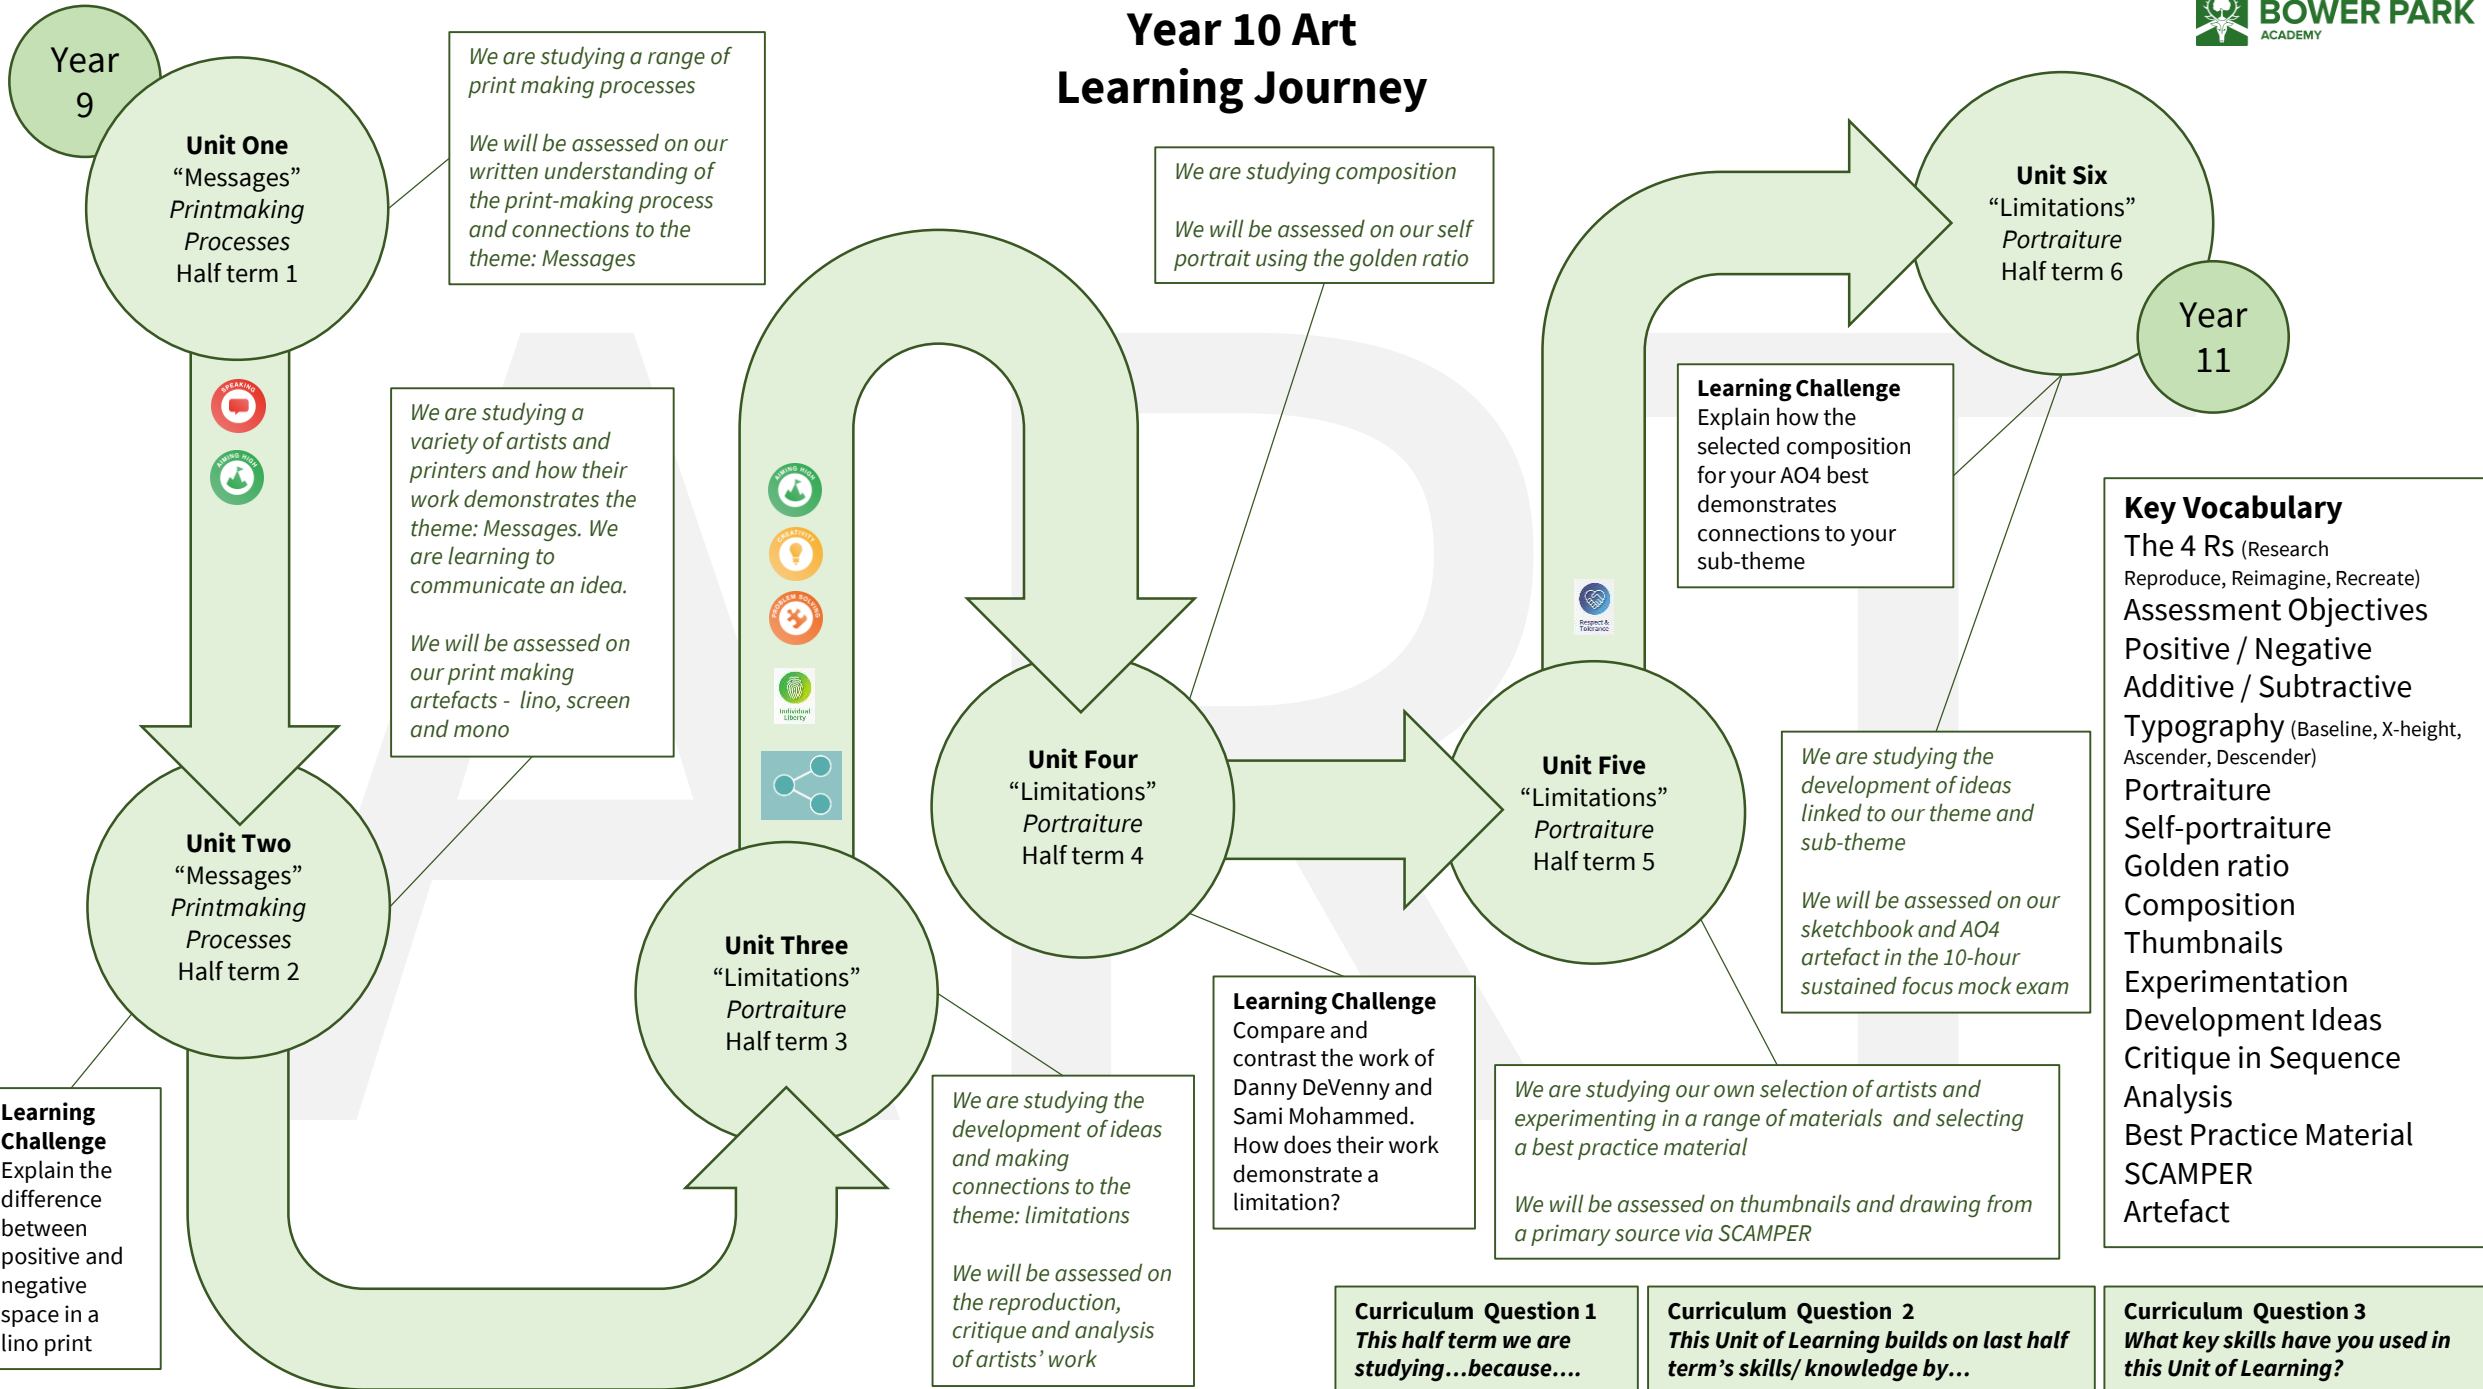 Year 10 Art
Learning Journey
BOWER PARK
ACADEMY
Year
9
Unit One
“Messages”
Printmaking
Processes
Half term 1
We are studying a range of
print making processes
We will be assessed on our
written understanding of
the print-making process
and connections to the
theme: Messages
SPEAKING
AIMING HIGH
We are studying a
variety of artists and
printers and how their
work demonstrates the
theme: Messages. We
are learning to
communicate an idea.
We will be assessed on
our print making
artefacts - lino, screen
and mono
Unit Two
“Messages”
Printmaking
Processes
Half term 2
Learning
Challenge
Explain the
difference
between
positive and
negative
space in a
lino print
Unit Three
“Limitations”
Portraiture
Half term 3
We are studying the
development of ideas
and making
connections to the
theme: limitations
We will be assessed on
the reproduction,
critique and analysis
of artists’ work
AIMING HIGH
CREATIVITY
PROBLEM SOLVING
Individual
Liberty
We are studying composition
We will be assessed on our self
portrait using the golden ratio
Unit Four
“Limitations”
Portraiture
Half term 4
Learning Challenge
Compare and
contrast the work of
Danny DeVenny and
Sami Mohammed.
How does their work
demonstrate a
limitation?
Unit Five
“Limitations”
Portraiture
Half term 5
We are studying our own selection of artists and
experimenting in a range of materials and selecting
a best practice material
We will be assessed on thumbnails and drawing from
a primary source via SCAMPER
Respect &
Tolerance
Unit Six
“Limitations”
Portraiture
Half term 6
Year
11
Learning Challenge
Explain how the
selected composition
for your AO4 best
demonstrates
connections to your
sub-theme
We are studying the
development of ideas
linked to our theme and
sub-theme
We will be assessed on our
sketchbook and AO4
artefact in the 10-hour
sustained focus mock exam
Key Vocabulary
The 4 Rs (Research
Reproduce, Reimagine, Recreate)
Assessment Objectives
Positive / Negative
Additive / Subtractive
Typography (Baseline, X-height,
Ascender, Descender)
Portraiture
Self-portraiture
Golden ratio
Composition
Thumbnails
Experimentation
Development Ideas
Critique in Sequence
Analysis
Best Practice Material
SCAMPER
Artefact
Curriculum Question 1
This half term we are
studying...because....
Curriculum Question 2
This Unit of Learning builds on last half
term’s skills/ knowledge by...
Curriculum Question 3
What key skills have you used in
this Unit of Learning?
ART